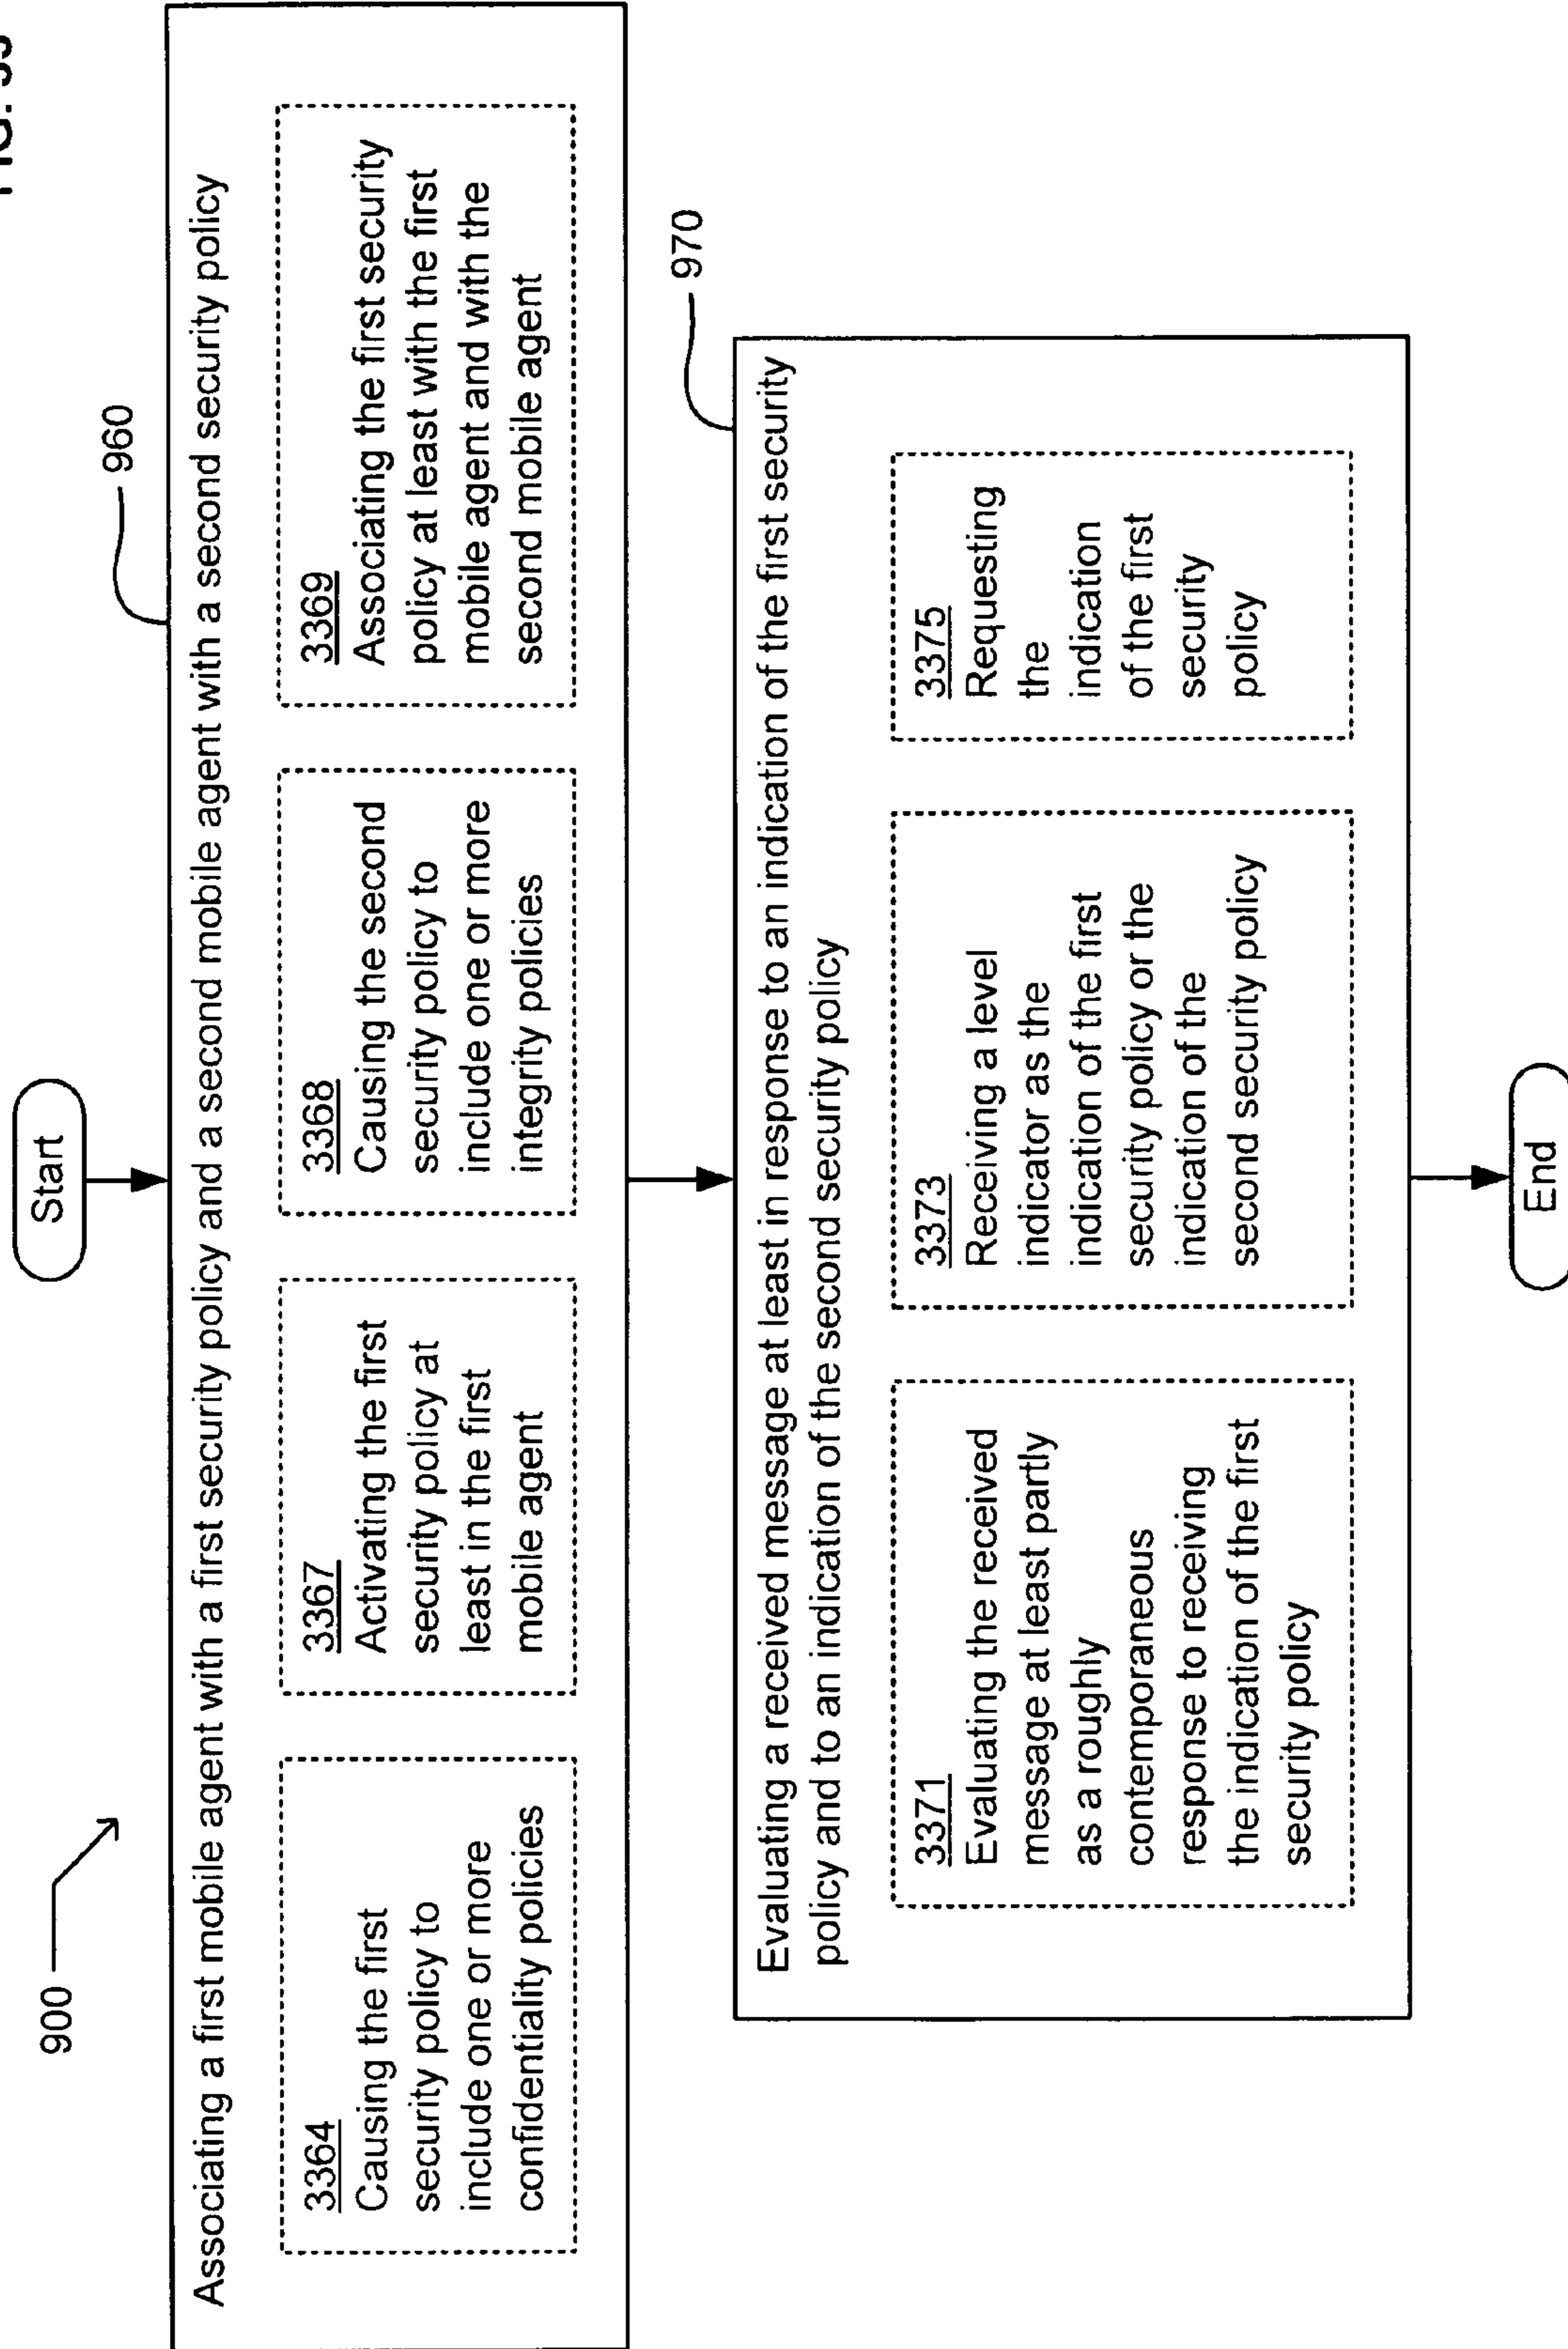 900
Start
960
Associating a first mobile agent with a first security policy and a second mobile agent with a second security policy
3364
Causing the first
security policy to
include one or more
confidentiality policies
3367
Activating the first
security policy at
least in the first
mobile agent
3368
Causing the second
security policy to
include one or more
integrity policies
3369
Associating the first security
policy at least with the first
mobile agent and with the
second mobile agent
970
Evaluating a received message at least in response to an indication of the first security
policy and to an indication of the second security policy
3371
Evaluating the received
message at least partly
as a roughly
contemporaneous
response to receiving
the indication of the first
security policy
3373
Receiving a level
indicator as the
indication of the first
security policy or the
indication of the
second security policy
3375
Requesting
the
indication
of the first
security
policy
End